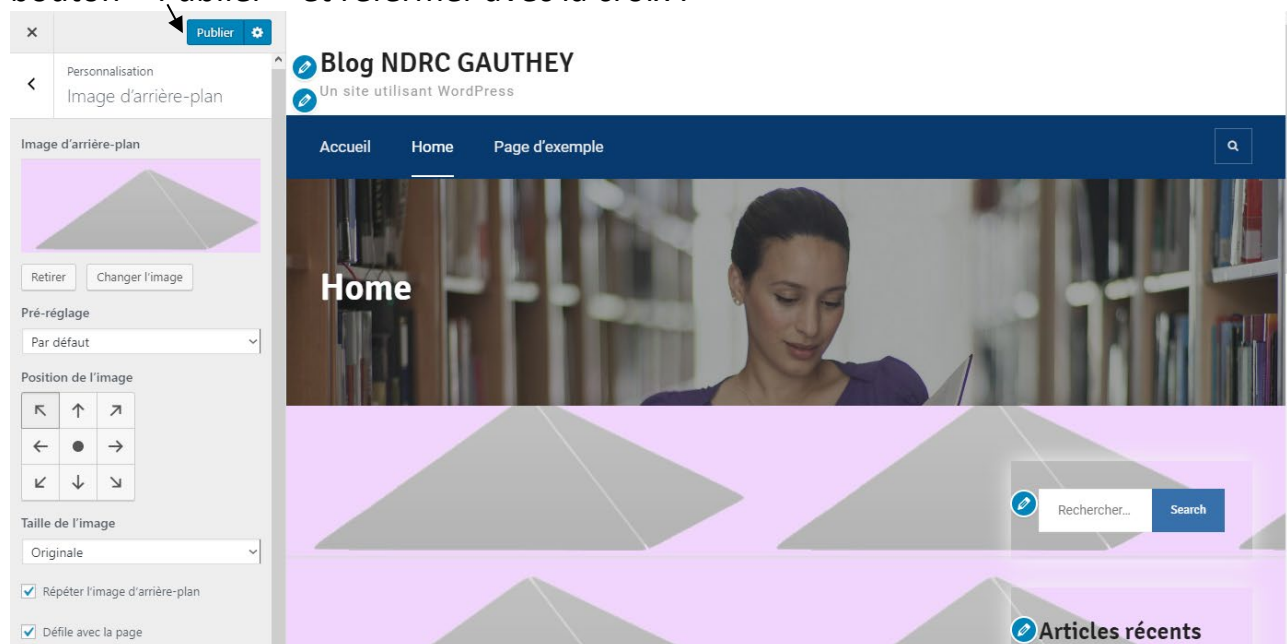 bouton « Publier » et refermer avec la croix :
Publier
Personnalisation
Image d'arrière-plan
Image d'arrière-plan
Retirer
Changer l'image
Pré-réglage
Par défaut
Position de l'image
Taille de l'image
Originale
Répéter l'image d'arrière-plan
Défile avec la page
Blog NDRC GAUTHEY
Un site utilisant WordPress
Accueil
Home
Page d'exemple
Home
Rechercher...
Search
Articles récents